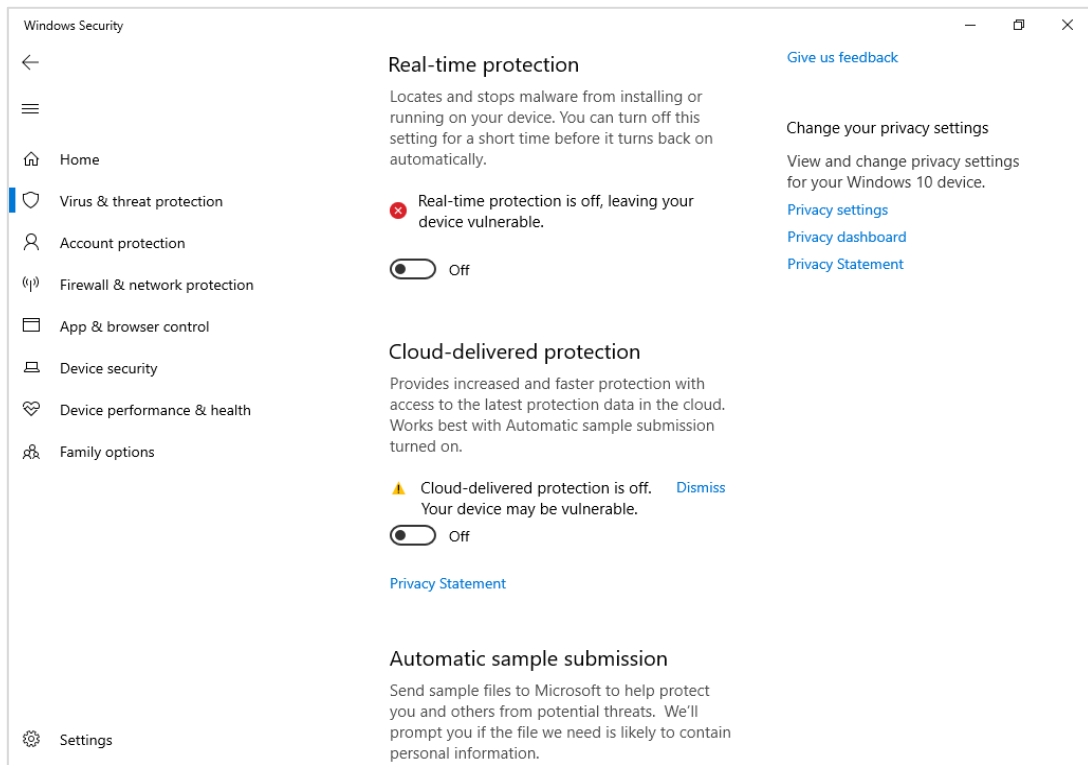 Windows Security
Home
Virus & threat protection
Account protection
Firewall & network protection
App & browser control
Device security
Device performance & health
Family options
Settings
Real-time protection
Locates and stops malware from installing or
running on your device. You can turn off this
setting for a short time before it turns back on
automatically.
Real-time protection is off, leaving your
device vulnerable.
Off
Cloud-delivered protection
Provides increased and faster protection with
access to the latest protection data in the cloud.
Works best with Automatic sample submission
turned on.
Cloud-delivered protection is off. Dismiss
Your device may be vulnerable.
Off
Privacy Statement
Automatic sample submission
Send sample files to Microsoft to help protect
you and others from potential threats. We'll
prompt you if the file we need is likely to contain
personal information.
Give us feedback
Change your privacy settings
View and change privacy settings
for your Windows 10 device.
Privacy settings
Privacy dashboard
Privacy Statement